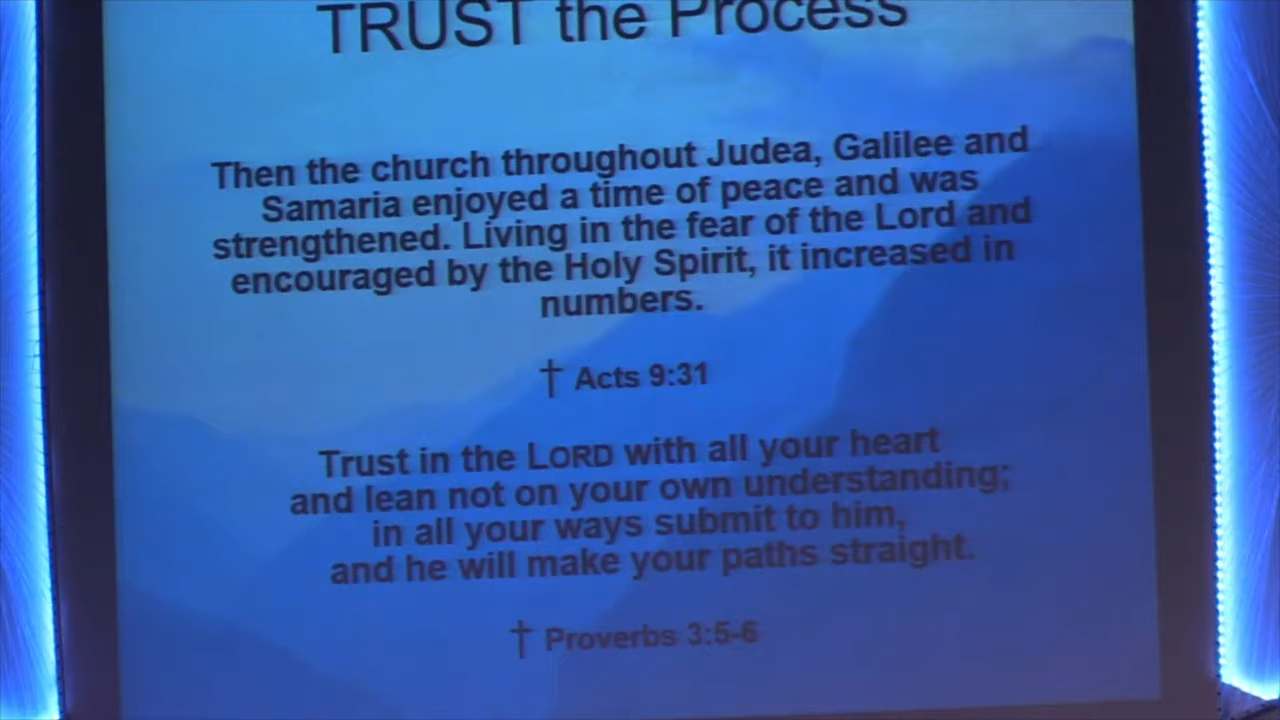 TRUST the Process
Then the church throughout Judea, Galilee and
Samaria enjoyed a time of peace and was
strengthened. Living in the fear of the Lord and
encouraged by the Holy Spirit, it increased in
numbers.
† Acts 9:31
Trust in the LORD with all your heart
and lean not on your own understanding;
in all your ways submit to him,
and he will make your paths straight.
† Proverbs 3:5-6